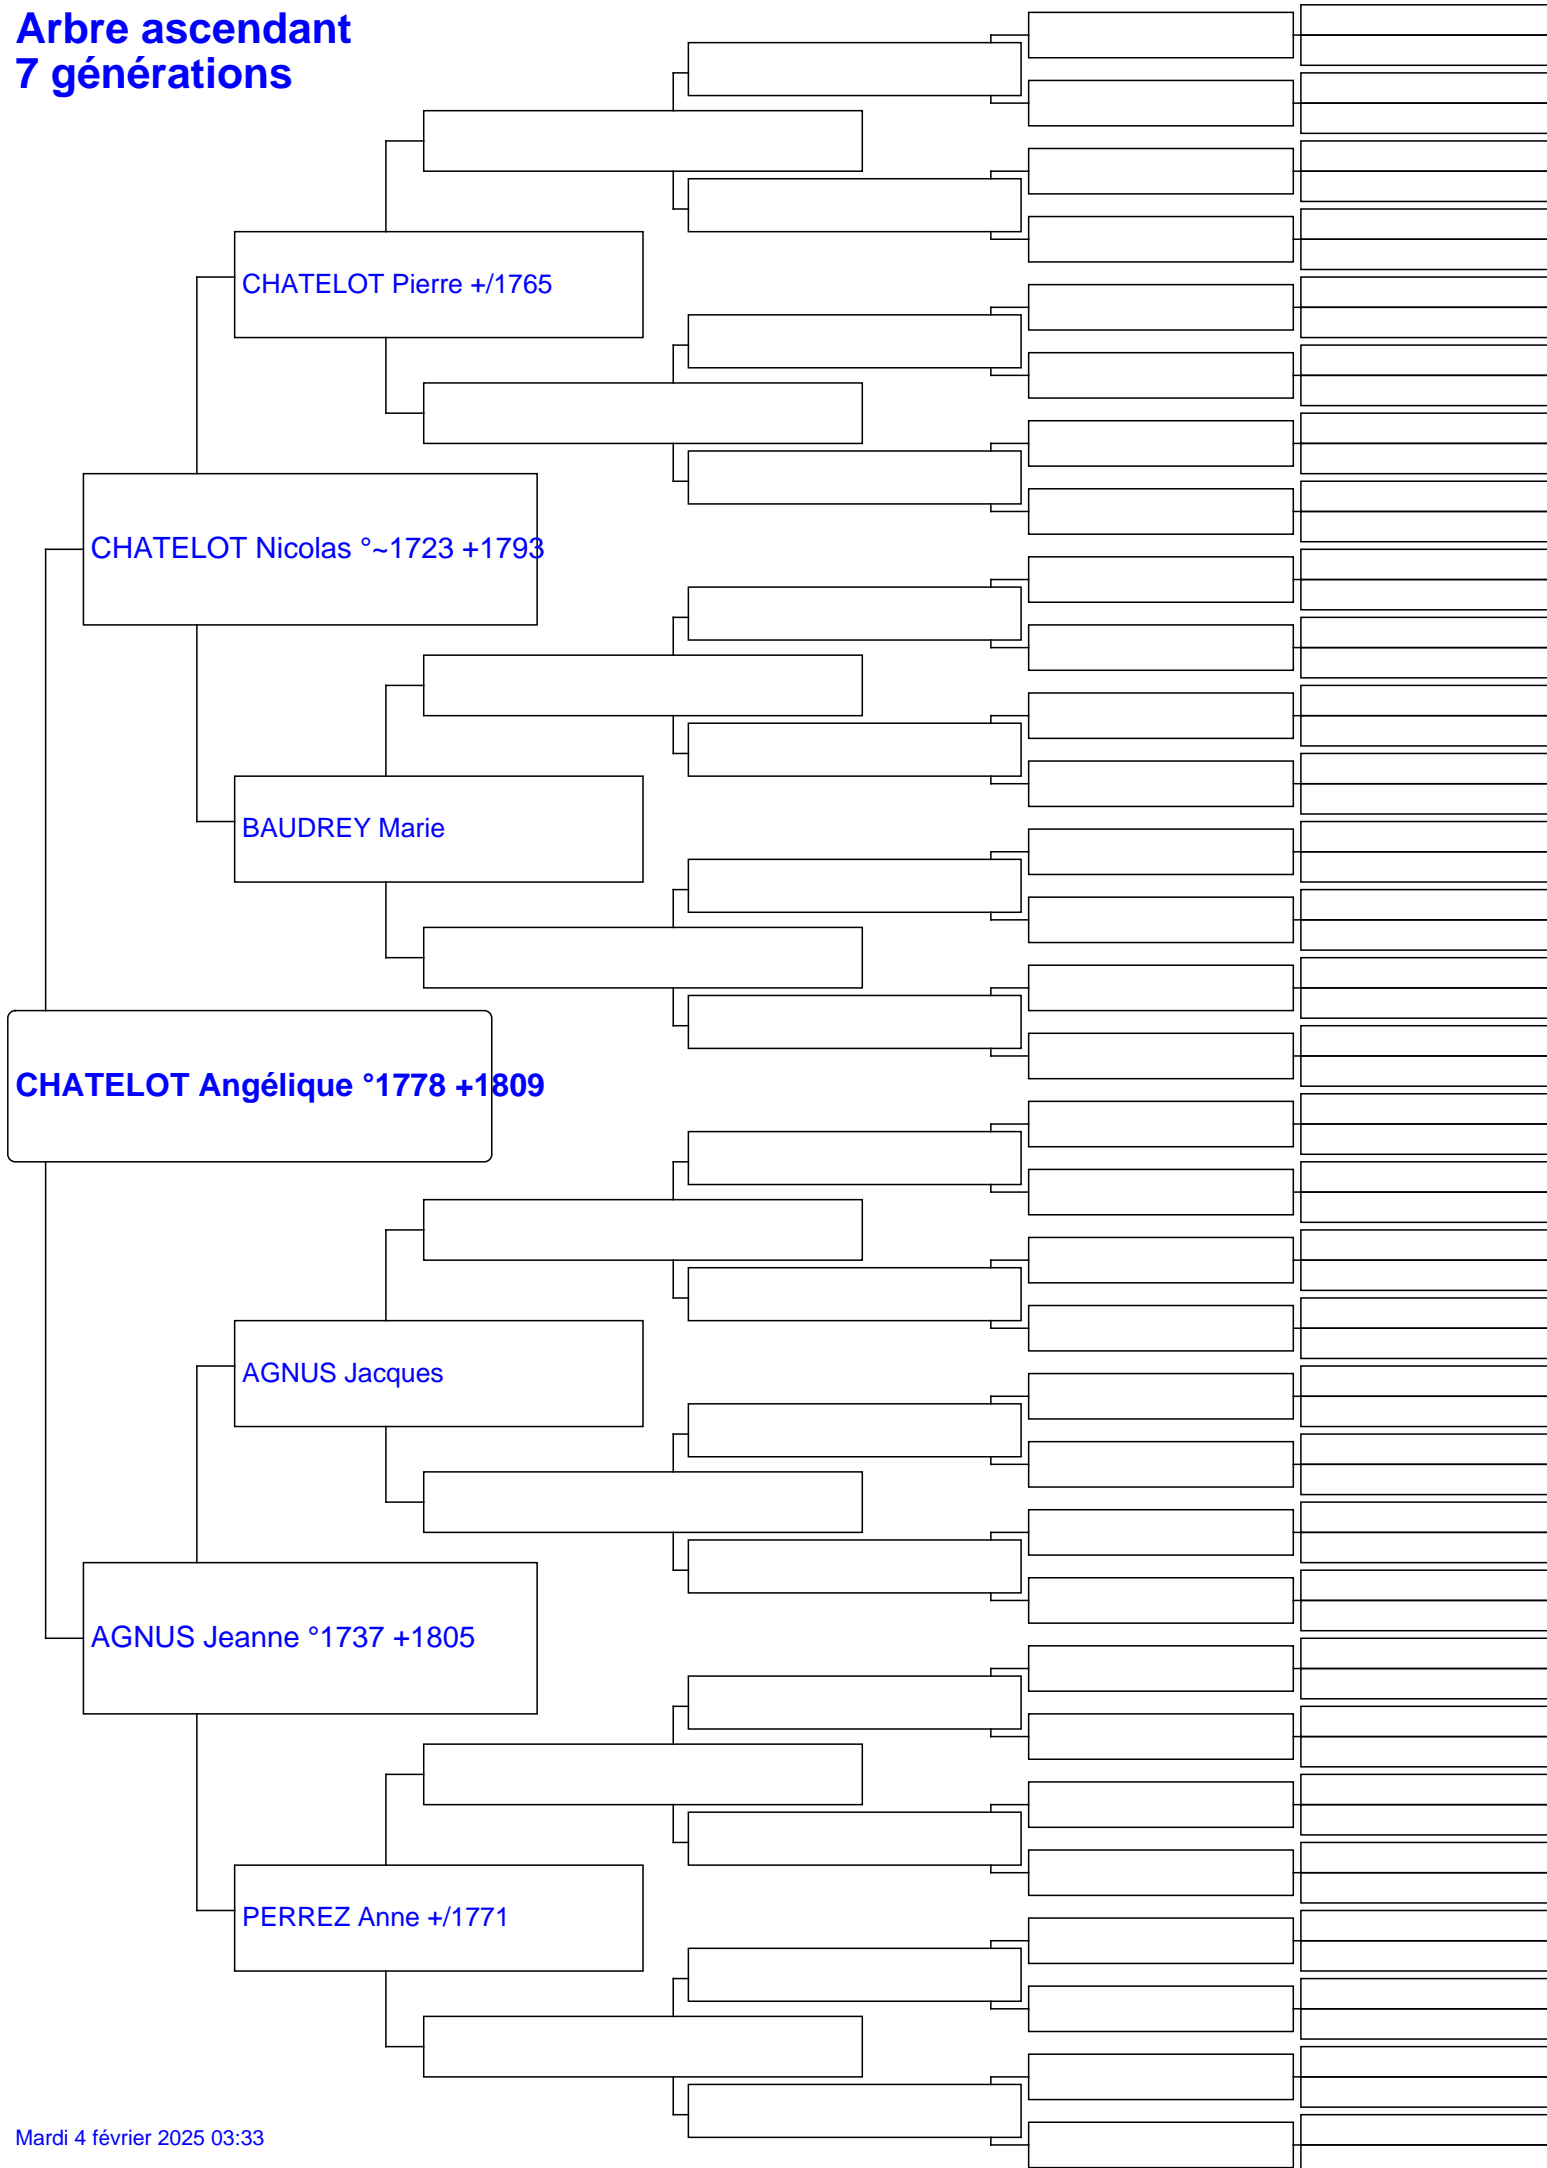 Arbre ascendant
7 générations
CHATELOT Pierre +/1765
CHATELOT Nicolas °~1723 +1793
BAUDREY Marie
CHATELOT Angélique °1778 +1809
AGNUS Jacques
AGNUS Jeanne °1737 +1805
PERREZ Anne +/1771
Mardi 4 février 2025 03:33